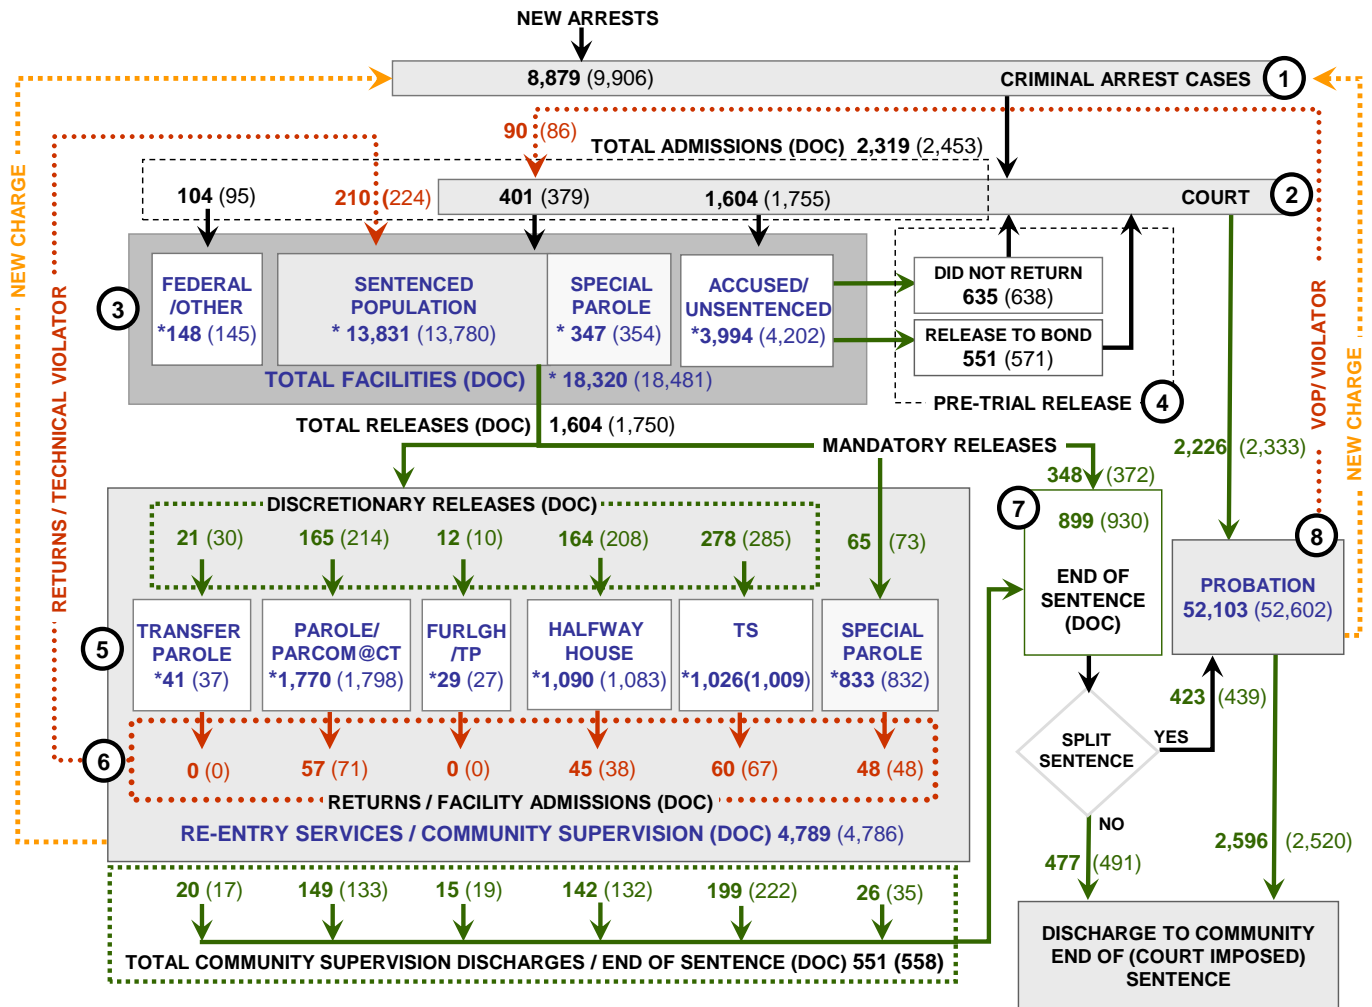 NEW ARRESTS
8,879 (9,906)
CRIMINAL ARREST CASES
1
90 (86)
TOTAL ADMISSIONS (DOC) 2,319 (2,453)
104 (95)
210 (224)
401 (379)
1,604 (1,755)
COURT
2
NEW CHARGE
RETURNS / TECHNICAL VIOLATOR
3
FEDERAL
/OTHER
*148 (145)
SENTENCED
POPULATION
* 13,831 (13,780)
SPECIAL
PAROLE
* 347 (354)
ACCUSED/
UNSENTENCED
*3,994 (4,202)
TOTAL FACILITIES (DOC) * 18,320 (18,481)
DID NOT RETURN
635 (638)
RELEASE TO BOND
551 (571)
PRE-TRIAL RELEASE
4
VOP/ VIOLATOR
NEW CHARGE
TOTAL RELEASES (DOC) 1,604 (1,750)
MANDATORY RELEASES
2,226 (2,333)
348 (372)
DISCRETIONARY RELEASES (DOC)
21 (30)
165 (214)
12 (10)
164 (208)
278 (285)
65 (73)
7
899 (930)
END OF
SENTENCE
(DOC)
8
PROBATION
52,103 (52,602)
5
TRANSFER
PAROLE
*41 (37)
PAROLE/
PARCOM@CT
*1,770 (1,798)
FURLGH
/TP
*29 (27)
HALFWAY
HOUSE
*1,090 (1,083)
TS
*1,026(1,009)
SPECIAL
PAROLE
*833 (832)
423 (439)
SPLIT
SENTENCE
YES
NO
6
0 (0)
57 (71)
0 (0)
45 (38)
60 (67)
48 (48)
RETURNS / FACILITY ADMISSIONS (DOC)
RE-ENTRY SERVICES / COMMUNITY SUPERVISION (DOC) 4,789 (4,786)
477 (491)
2,596 (2,520)
20 (17)
149 (133)
15 (19)
142 (132)
199 (222)
26 (35)
TOTAL COMMUNITY SUPERVISION DISCHARGES / END OF SENTENCE (DOC) 551 (558)
DISCHARGE TO COMMUNITY
END OF (COURT IMPOSED)
SENTENCE